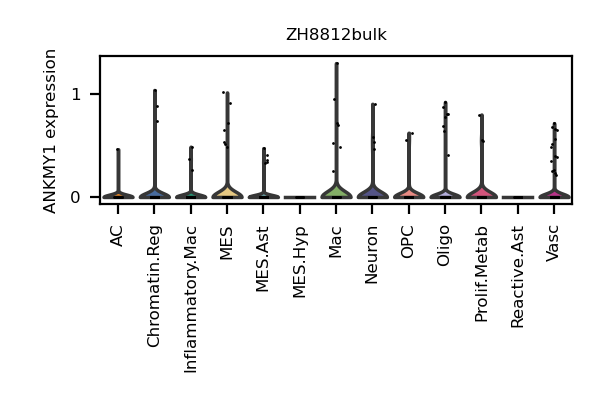 ZH8812bulk
ANKMY1 expression
1
0
AC
Chromatin.Reg
Inflammatory.Mac
MES
MES.Ast
MES.Hyp
Mac
Neuron
OPC
Oligo
Prolif.Metab
Reactive.Ast
Vasc